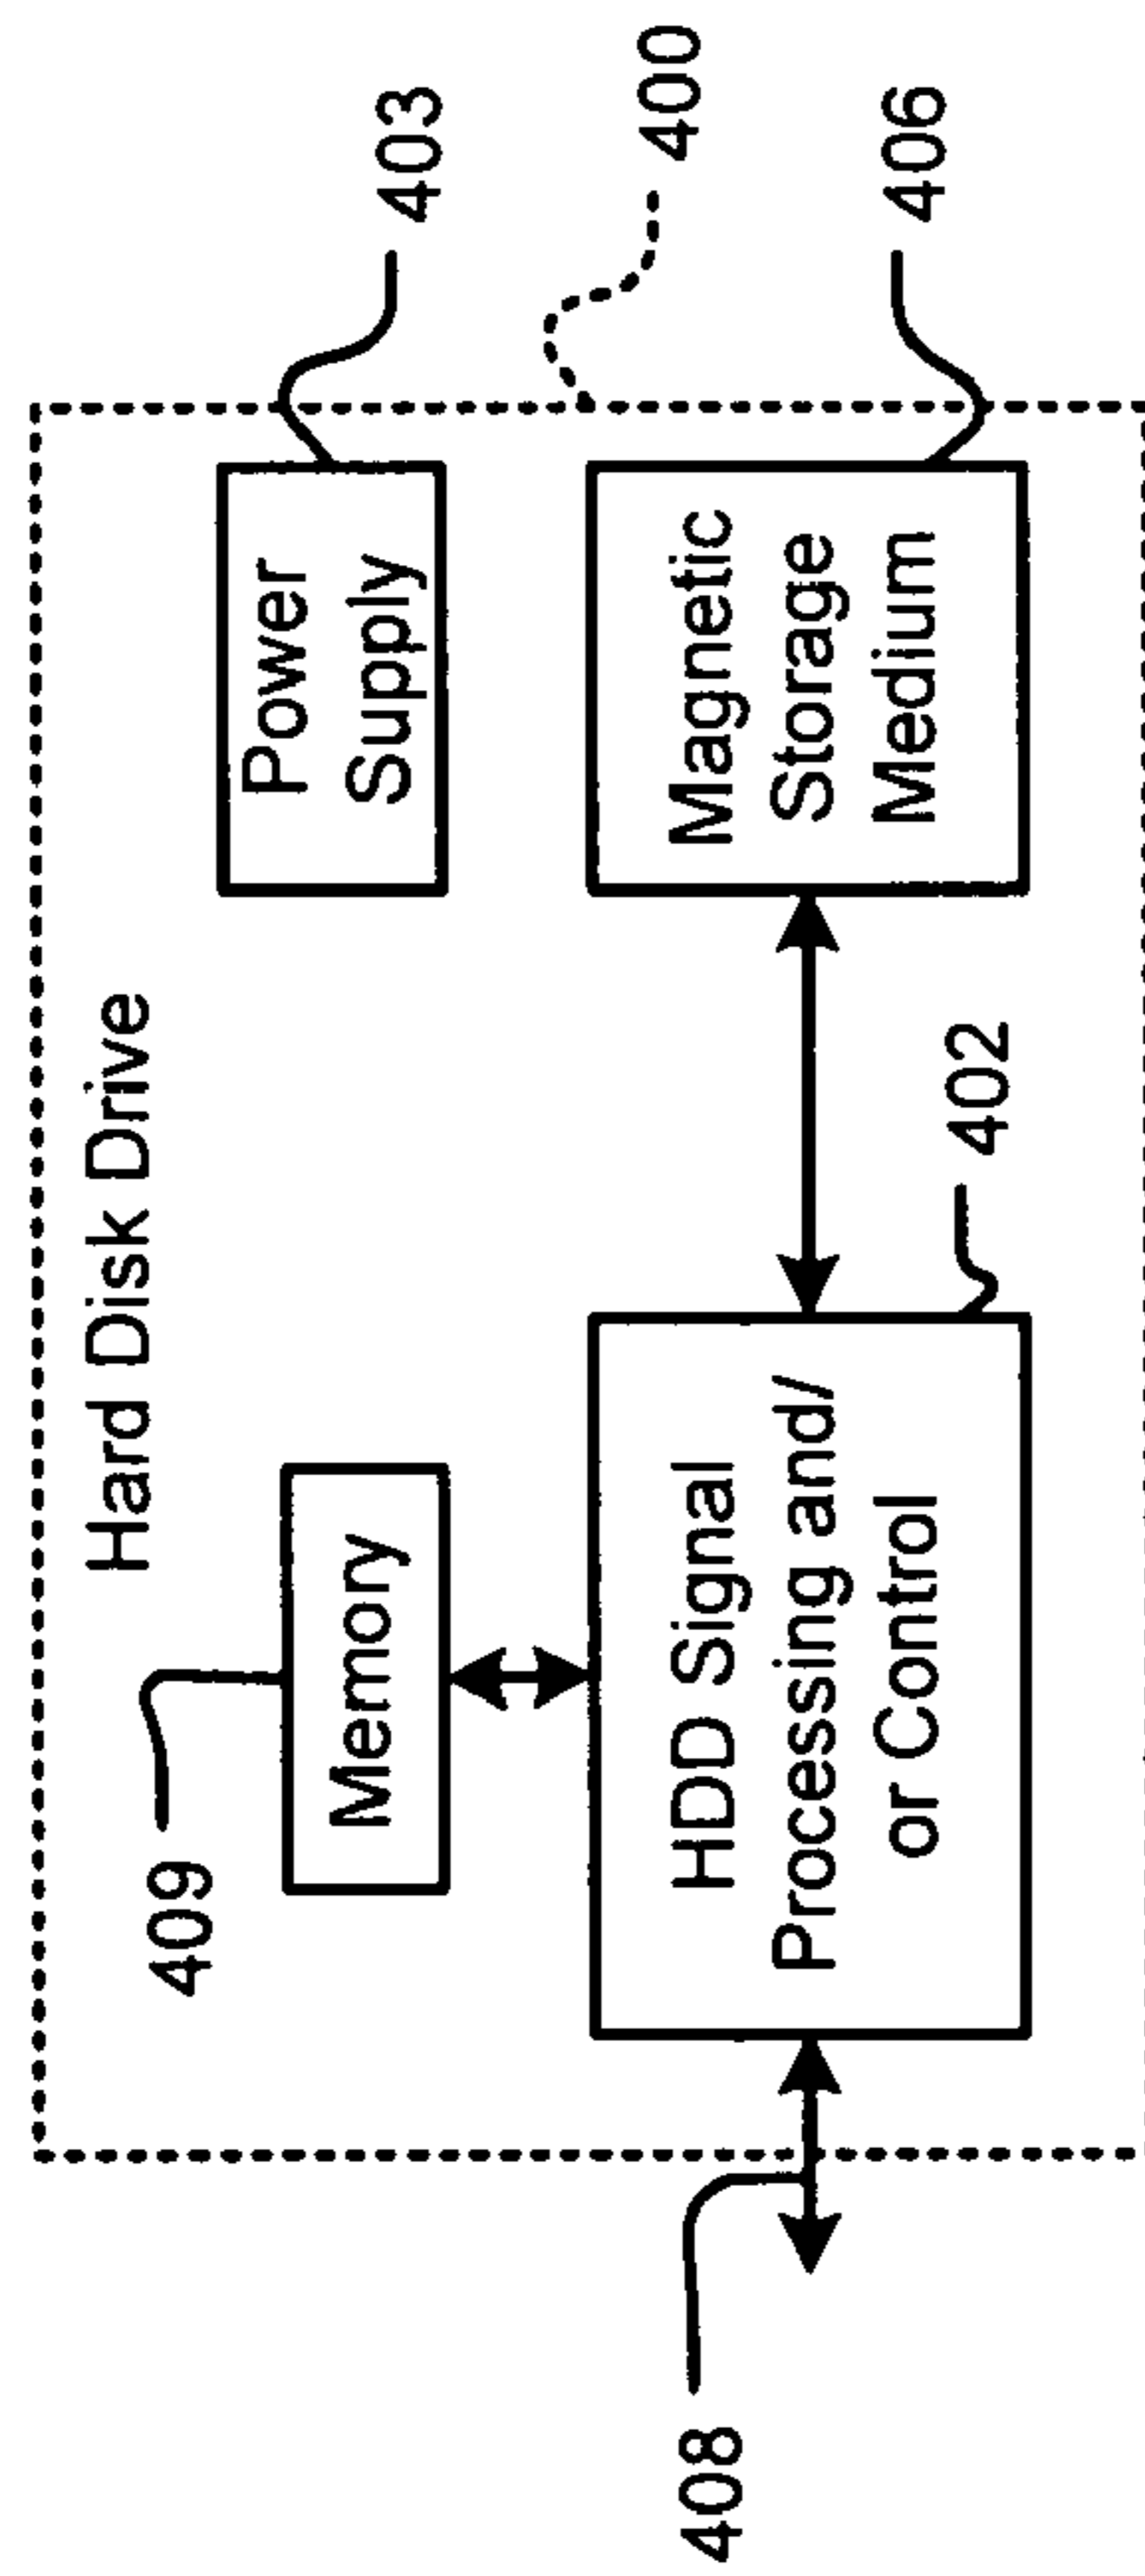 Hard Disk Drive
409
Memory
Power
Supply
403
400
408
HDD Signal
Processing and/
or Control
402
Magnetic
Storage
Medium
406